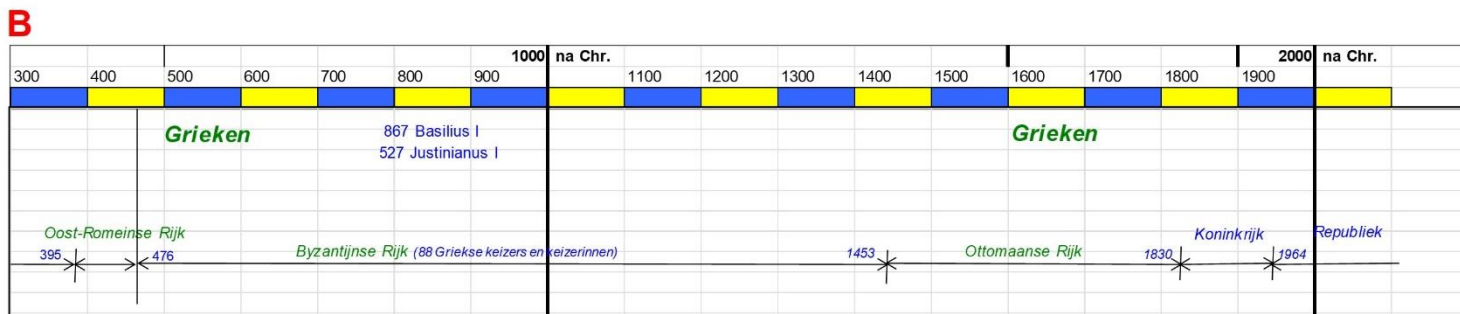 B
1000 na Chr. 2000 na Chr.
300 400 500 600 700 800 900 1100 1200 1300 1400 1500 1600 1700 1800 1900
Grieken 867 Basilius I Grieken
527 Justinianus I
Oost-Romeinse Rijk Koninkrijk Republiek
395 476 Byzantijnse Rijk (88 Griekse keizers en keizerinnen) 1453 Ottomaanse Rijk 1830 1964